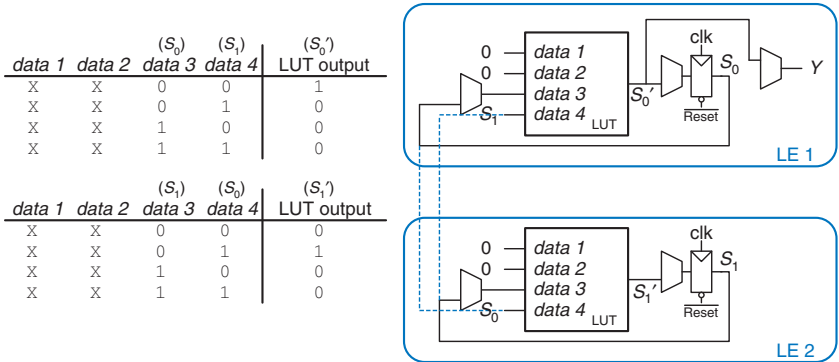 (S₀) (S₁) (S₀′)
data 1 data 2 data 3 data 4 LUT output
X X 0 0 1
X X 0 1 0
X X 1 0 0
X X 1 1 0
(S₁) (S₀) (S₁′)
data 1 data 2 data 3 data 4 LUT output
X X 0 0 0
X X 0 1 1
X X 1 0 0
X X 1 1 0
clk
0 data 1
0 data 2
data 3
S₁ data 4
LUT
S₀′
S₀
Reset
Y
LE 1
clk
0 data 1
0 data 2
data 3
S₀ data 4
LUT
S₁′
S₁
Reset
LE 2